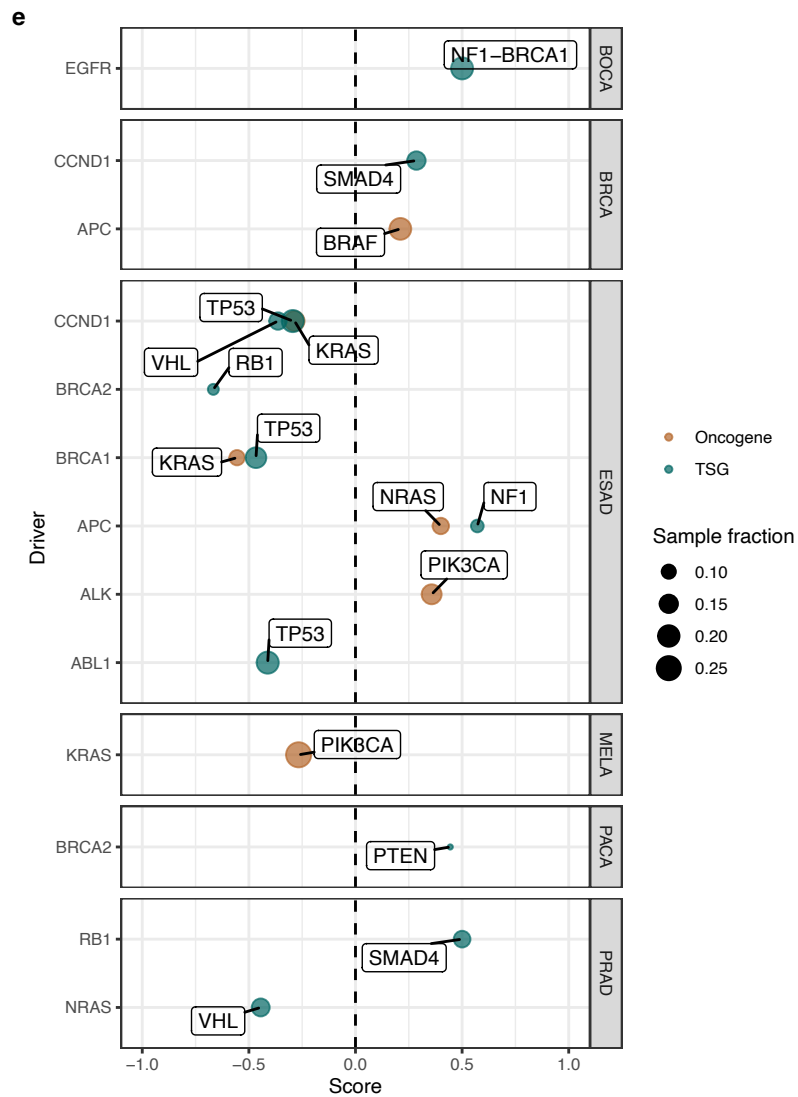 e
EGFR
NF1−BRCA1
BOCA
CCND1
SMAD4
APC
BRAF
BRCA
CCND1
TP53
VHL
KRAS
RB1
BRCA2
BRCA1
TP53
KRAS
APC
NRAS
NF1
ALK
PIK3CA
ABL1
TP53
ESAD
KRAS
PIK3CA
MELA
BRCA2
PTEN
PACA
RB1
SMAD4
NRAS
VHL
PRAD
Driver
−1.0
−0.5
0.0
0.5
1.0
Score
Oncogene
TSG
Sample fraction
0.10
0.15
0.20
0.25